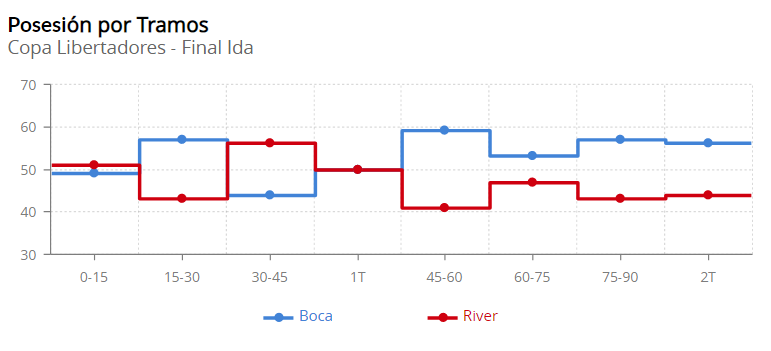 Posesión por Tramos
Copa Libertadores - Final Ida
70
60
50
40
30
0-15 15-30 30-45 1T 45-60 60-75 75-90 2T
Boca River